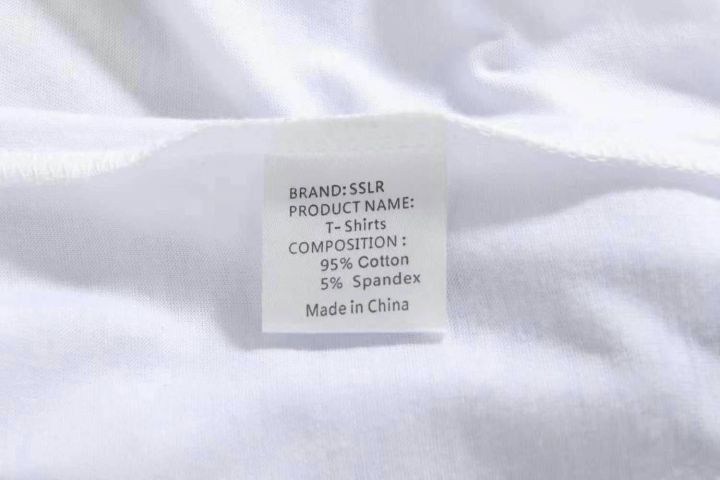 BRAND: SSLR
PRODUCT NAME:
T- Shirts
COMPOSITION :
95% Cotton
5% Spandex
Made in China